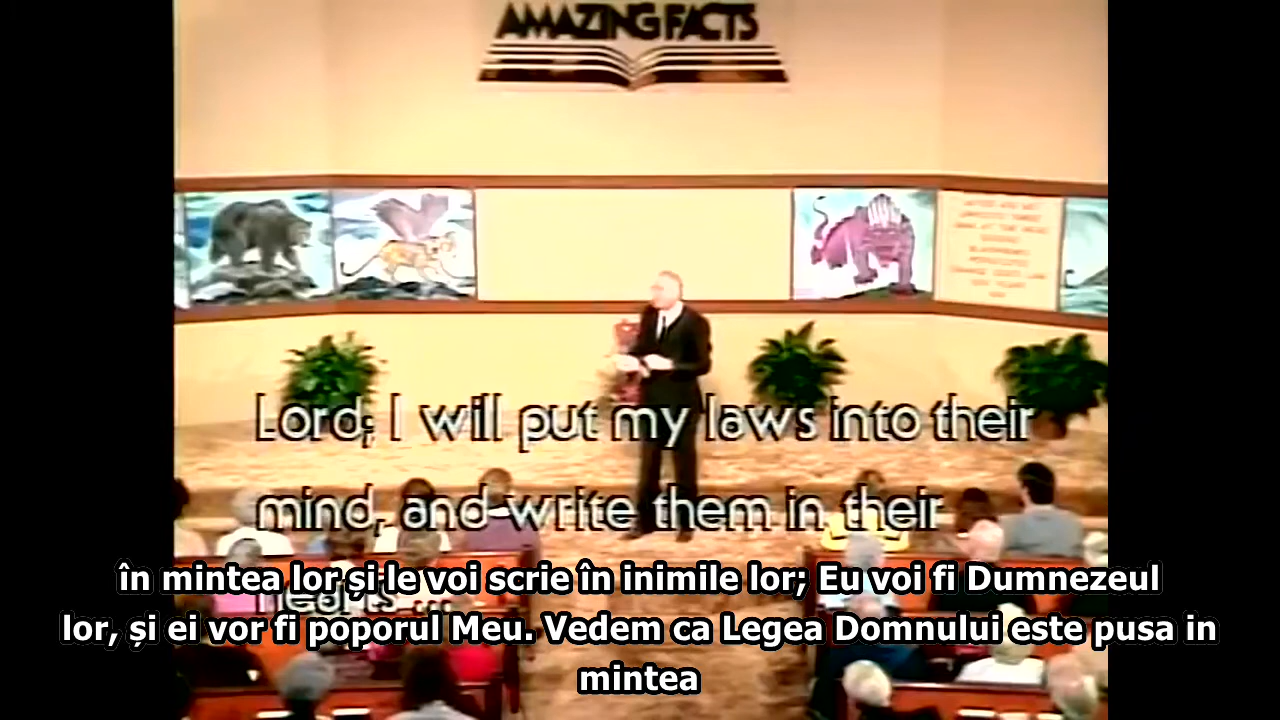 AMAZING FACTS
Lord; I will put my laws into their
mind, and write them in their
hearts ...
în mintea lor și le voi scrie în inimile lor; Eu voi fi Dumnezeul
lor, și ei vor fi poporul Meu. Vedem ca Legea Domnului este pusa in
mintea